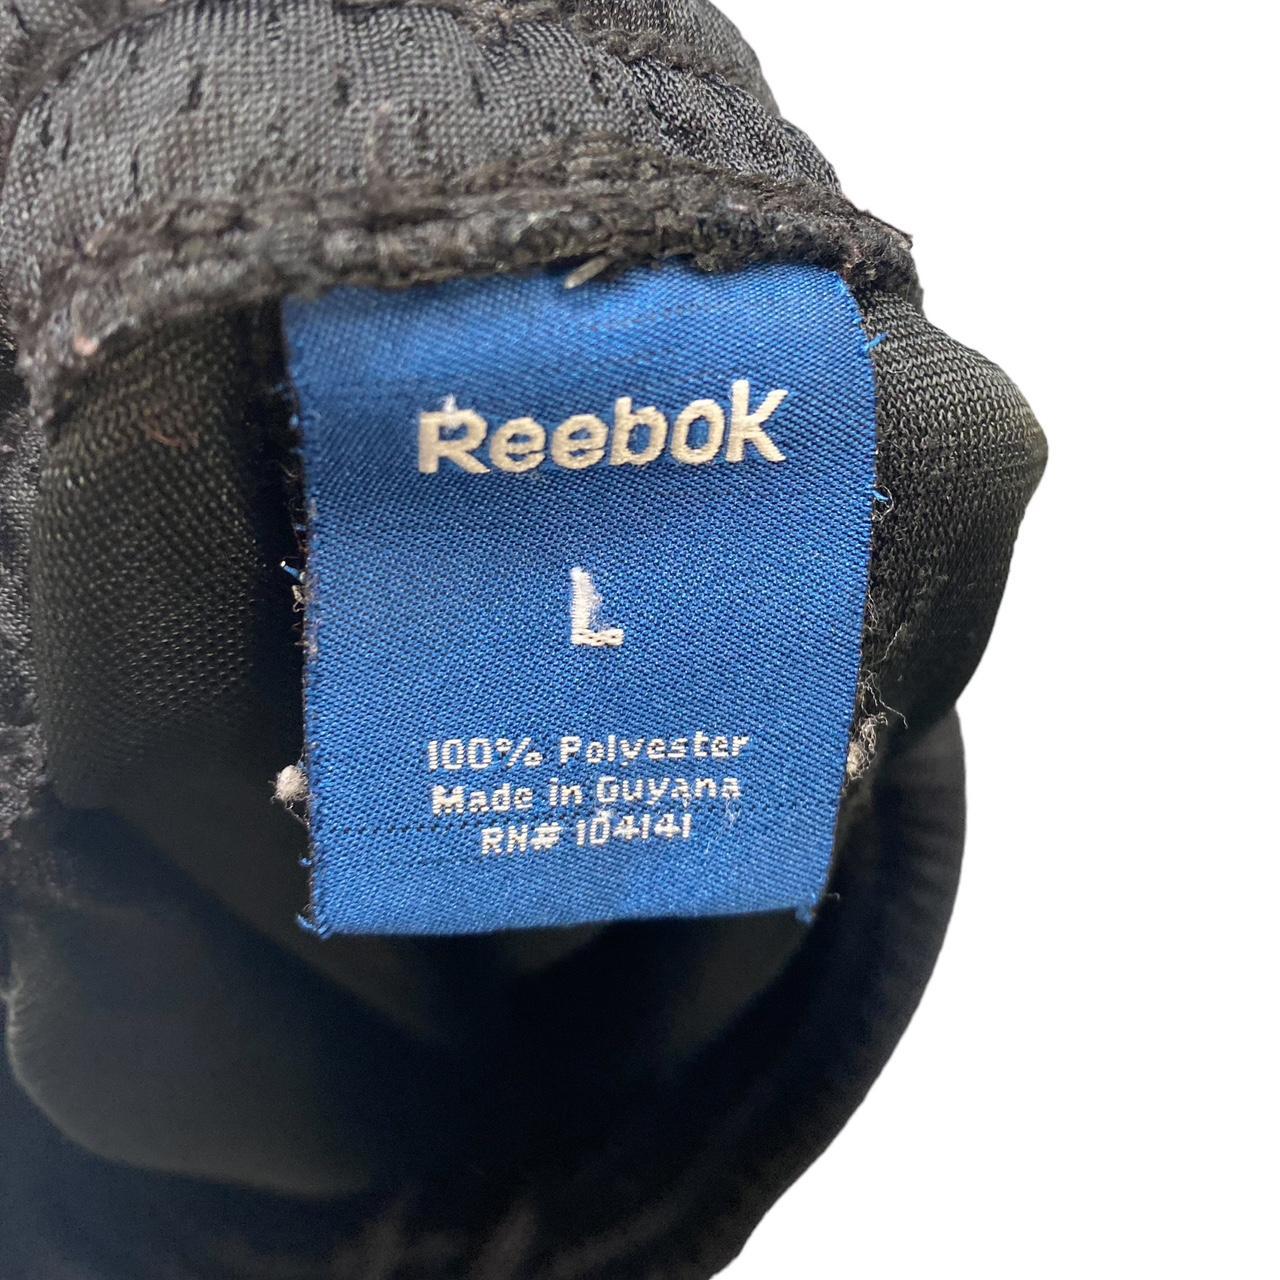 Reebok
L
100% Polyester
Made in Guyana
RN# 104141